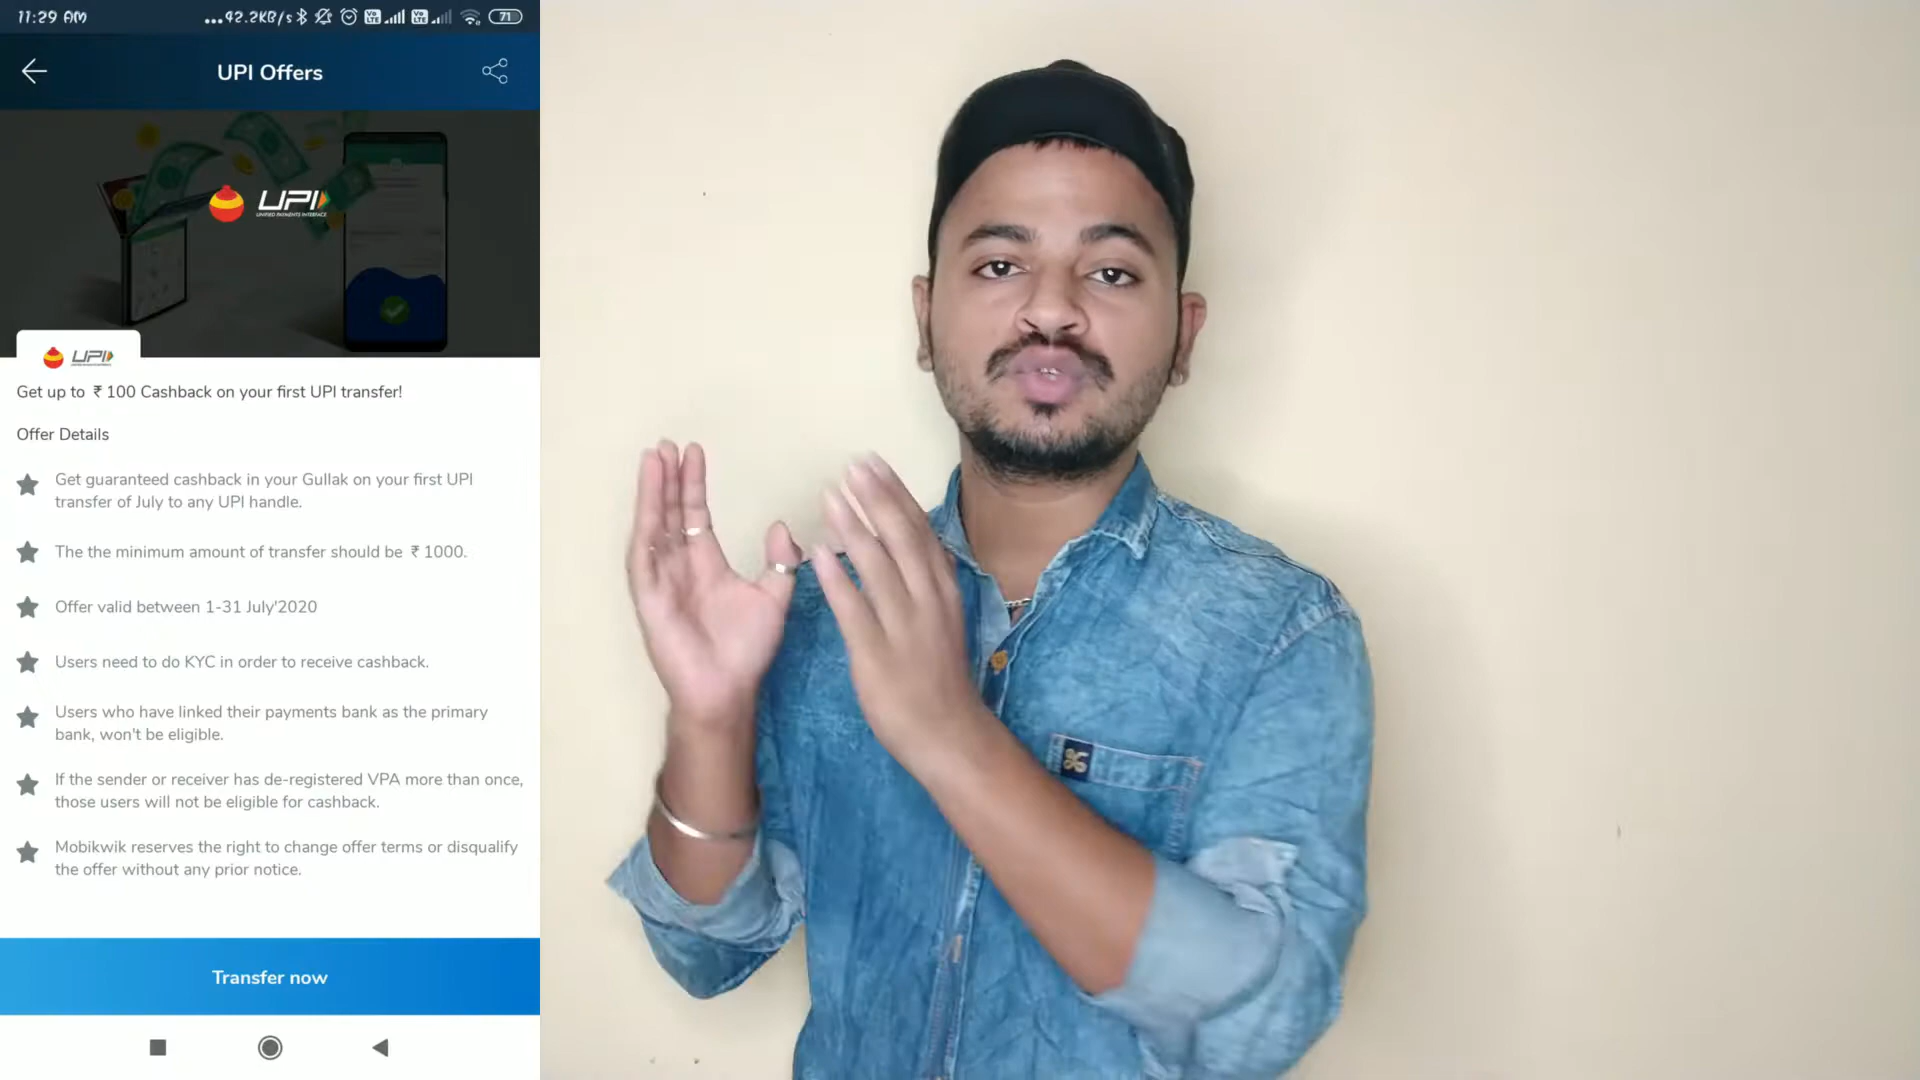 11:29 AM
...42.2KB/s
71
UPI Offers
UPI
UNIFIED PAYMENTS INTERFACE
UPI
Get up to ₹ 100 Cashback on your first UPI transfer!
Offer Details
Get guaranteed cashback in your Gullak on your first UPI
transfer of July to any UPI handle.
The the minimum amount of transfer should be ₹ 1000.
Offer valid between 1-31 July'2020
Users need to do KYC in order to receive cashback.
Users who have linked their payments bank as the primary
bank, won't be eligible.
If the sender or receiver has de-registered VPA more than once,
those users will not be eligible for cashback.
Mobikwik reserves the right to change offer terms or disqualify
the offer without any prior notice.
Transfer now